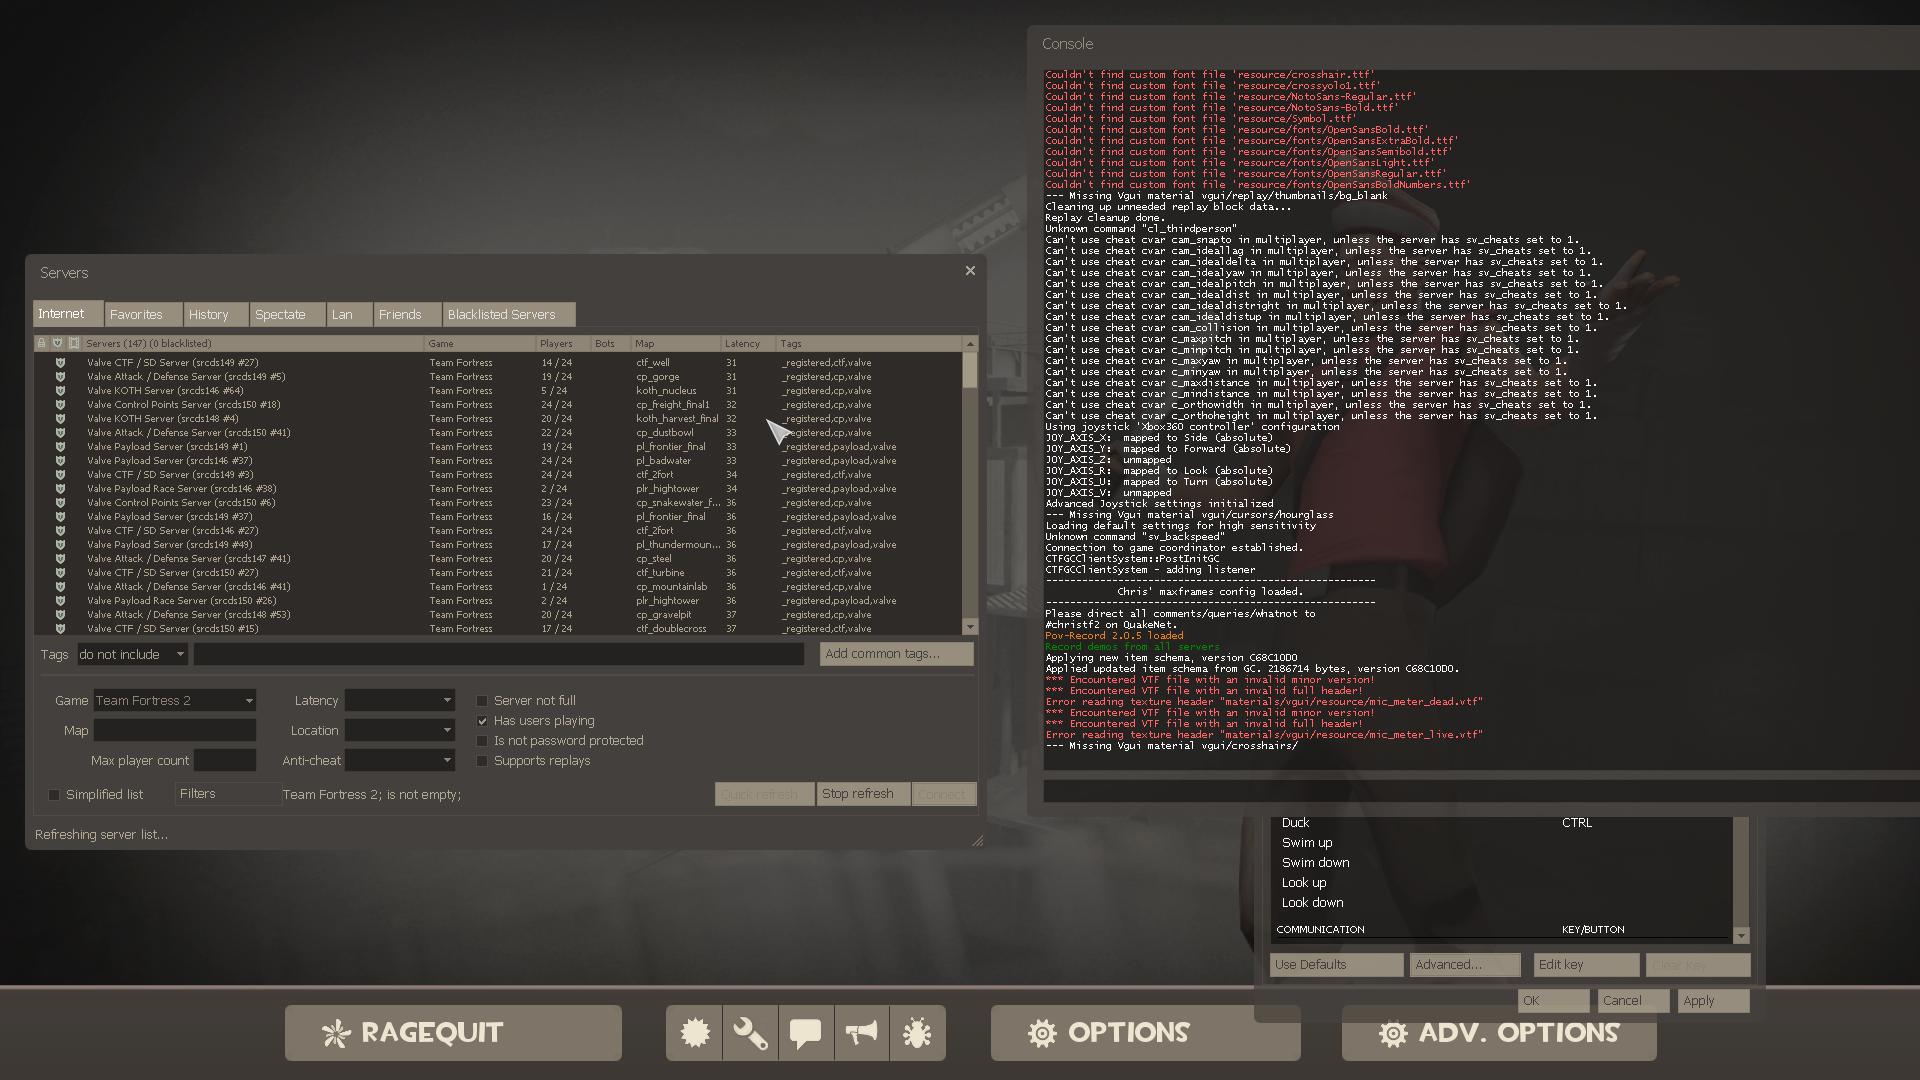 Servers
Internet
Favorites
History
Spectate
Lan
Friends
Blacklisted Servers
Servers (147) (0 blacklisted) Game Players Bots Map Latency Tags
Valve CTF / SD Server (srcds149 #27) Team Fortress 14 / 24 ctf_well 31 _registered,ctf,valve
Valve Attack / Defense Server (srcds149 #5) Team Fortress 19 / 24 cp_gorge 31 _registered,cp,valve
Valve KOTH Server (srcds146 #64) Team Fortress 5 / 24 koth_nucleus 31 _registered,cp,valve
Valve Control Points Server (srcds150 #18) Team Fortress 24 / 24 cp_freight_final1 32 _registered,cp,valve
Valve KOTH Server (srcds148 #4) Team Fortress 20 / 24 koth_harvest_final 32 _registered,cp,valve
Valve Attack / Defense Server (srcds150 #41) Team Fortress 22 / 24 cp_dustbowl 33 _registered,cp,valve
Valve Payload Server (srcds149 #1) Team Fortress 19 / 24 pl_frontier_final 33 _registered,payload,valve
Valve Payload Server (srcds146 #37) Team Fortress 24 / 24 pl_badwater 33 _registered,payload,valve
Valve CTF / SD Server (srcds149 #3) Team Fortress 24 / 24 ctf_2fort 34 _registered,ctf,valve
Valve Payload Race Server (srcds146 #38) Team Fortress 2 / 24 plr_hightower 34 _registered,payload,valve
Valve Control Points Server (srcds150 #6) Team Fortress 23 / 24 cp_snakewater_f... 36 _registered,cp,valve
Valve Payload Server (srcds149 #37) Team Fortress 16 / 24 pl_frontier_final 36 _registered,payload,valve
Valve CTF / SD Server (srcds146 #27) Team Fortress 24 / 24 ctf_2fort 36 _registered,ctf,valve
Valve Payload Server (srcds149 #49) Team Fortress 17 / 24 pl_thundermoun... 36 _registered,payload,valve
Valve Attack / Defense Server (srcds147 #41) Team Fortress 20 / 24 cp_steel 36 _registered,cp,valve
Valve CTF / SD Server (srcds150 #27) Team Fortress 21 / 24 ctf_turbine 36 _registered,ctf,valve
Valve Attack / Defense Server (srcds146 #41) Team Fortress 1 / 24 cp_mountainlab 36 _registered,cp,valve
Valve Payload Race Server (srcds150 #26) Team Fortress 2 / 24 plr_hightower 36 _registered,payload,valve
Valve Attack / Defense Server (srcds148 #53) Team Fortress 20 / 24 cp_gravelpit 37 _registered,cp,valve
Valve CTF / SD Server (srcds150 #15) Team Fortress 17 / 24 ctf_doublecross 37 _registered,ctf,valve
Tags do not include Add common tags...
Game Team Fortress 2 Latency Server not full
Has users playing
Map Location Is not password protected
Max player count Anti-cheat Supports replays
Simplified list Filters Team Fortress 2; is not empty; Quick refresh Stop refresh Connect
Refreshing server list...
Console
Couldn't find custom font file 'resource/crosshair.ttf'
Couldn't find custom font file 'resource/crossyolo1.ttf'
Couldn't find custom font file 'resource/NotoSans-Regular.ttf'
Couldn't find custom font file 'resource/NotoSans-Bold.ttf'
Couldn't find custom font file 'resource/Symbol.ttf'
Couldn't find custom font file 'resource/fonts/OpenSansBold.ttf'
Couldn't find custom font file 'resource/fonts/OpenSansExtraBold.ttf'
Couldn't find custom font file 'resource/fonts/OpenSansSemibold.ttf'
Couldn't find custom font file 'resource/fonts/OpenSansLight.ttf'
Couldn't find custom font file 'resource/fonts/OpenSansRegular.ttf'
Couldn't find custom font file 'resource/fonts/OpenSansBoldNumbers.ttf'
--- Missing Vgui material vgui/replay/thumbnails/bg_blank
Cleaning up unneeded replay block data...
Replay cleanup done.
Unknown command "cl_thirdperson"
Can't use cheat cvar cam_snapto in multiplayer, unless the server has sv_cheats set to 1.
Can't use cheat cvar cam_ideallag in multiplayer, unless the server has sv_cheats set to 1.
Can't use cheat cvar cam_idealdelta in multiplayer, unless the server has sv_cheats set to 1.
Can't use cheat cvar cam_idealyaw in multiplayer, unless the server has sv_cheats set to 1.
Can't use cheat cvar cam_idealpitch in multiplayer, unless the server has sv_cheats set to 1.
Can't use cheat cvar cam_idealdist in multiplayer, unless the server has sv_cheats set to 1.
Can't use cheat cvar cam_idealdistright in multiplayer, unless the server has sv_cheats set to 1.
Can't use cheat cvar cam_idealdistup in multiplayer, unless the server has sv_cheats set to 1.
Can't use cheat cvar cam_collision in multiplayer, unless the server has sv_cheats set to 1.
Can't use cheat cvar c_maxpitch in multiplayer, unless the server has sv_cheats set to 1.
Can't use cheat cvar c_minpitch in multiplayer, unless the server has sv_cheats set to 1.
Can't use cheat cvar c_maxyaw in multiplayer, unless the server has sv_cheats set to 1.
Can't use cheat cvar c_minyaw in multiplayer, unless the server has sv_cheats set to 1.
Can't use cheat cvar c_maxdistance in multiplayer, unless the server has sv_cheats set to 1.
Can't use cheat cvar c_mindistance in multiplayer, unless the server has sv_cheats set to 1.
Can't use cheat cvar c_orthowidth in multiplayer, unless the server has sv_cheats set to 1.
Can't use cheat cvar c_orthoheight in multiplayer, unless the server has sv_cheats set to 1.
Using joystick 'Xbox360 controller' configuration
JOY_AXIS_X: mapped to Side (absolute)
JOY_AXIS_Y: mapped to Forward (absolute)
JOY_AXIS_Z: unmapped
JOY_AXIS_R: mapped to Look (absolute)
JOY_AXIS_U: mapped to Turn (absolute)
JOY_AXIS_V: unmapped
Advanced Joystick settings initialized
--- Missing Vgui material vgui/cursors/hourglass
Loading default settings for high sensitivity
Unknown command "sv_backspeed"
Connection to game coordinator established.
CTFGCClientSystem::PostInitGC
CTFGCClientSystem - adding listener
-------------------------------------------------------
Chris' maxframes config loaded.
-------------------------------------------------------
Please direct all comments/queries/whatnot to
#christf2 on QuakeNet.
Pov-Record 2.0.5 loaded
Record demos from all servers
Applying new item schema, version C68C10D0
Applied updated item schema from GC. 2186714 bytes, version C68C10D0.
*** Encountered VTF file with an invalid minor version!
*** Encountered VTF file with an invalid full header!
Error reading texture header "materials/vgui/resource/mic_meter_dead.vtf"
*** Encountered VTF file with an invalid minor version!
*** Encountered VTF file with an invalid full header!
Error reading texture header "materials/vgui/resource/mic_meter_live.vtf"
--- Missing Vgui material vgui/crosshairs/
Duck CTRL
Swim up
Swim down
Look up
Look down
COMMUNICATION KEY/BUTTON
Use Defaults Advanced... Edit key Clear Key
OK Cancel Apply
RAGEQUIT
OPTIONS
ADV. OPTIONS